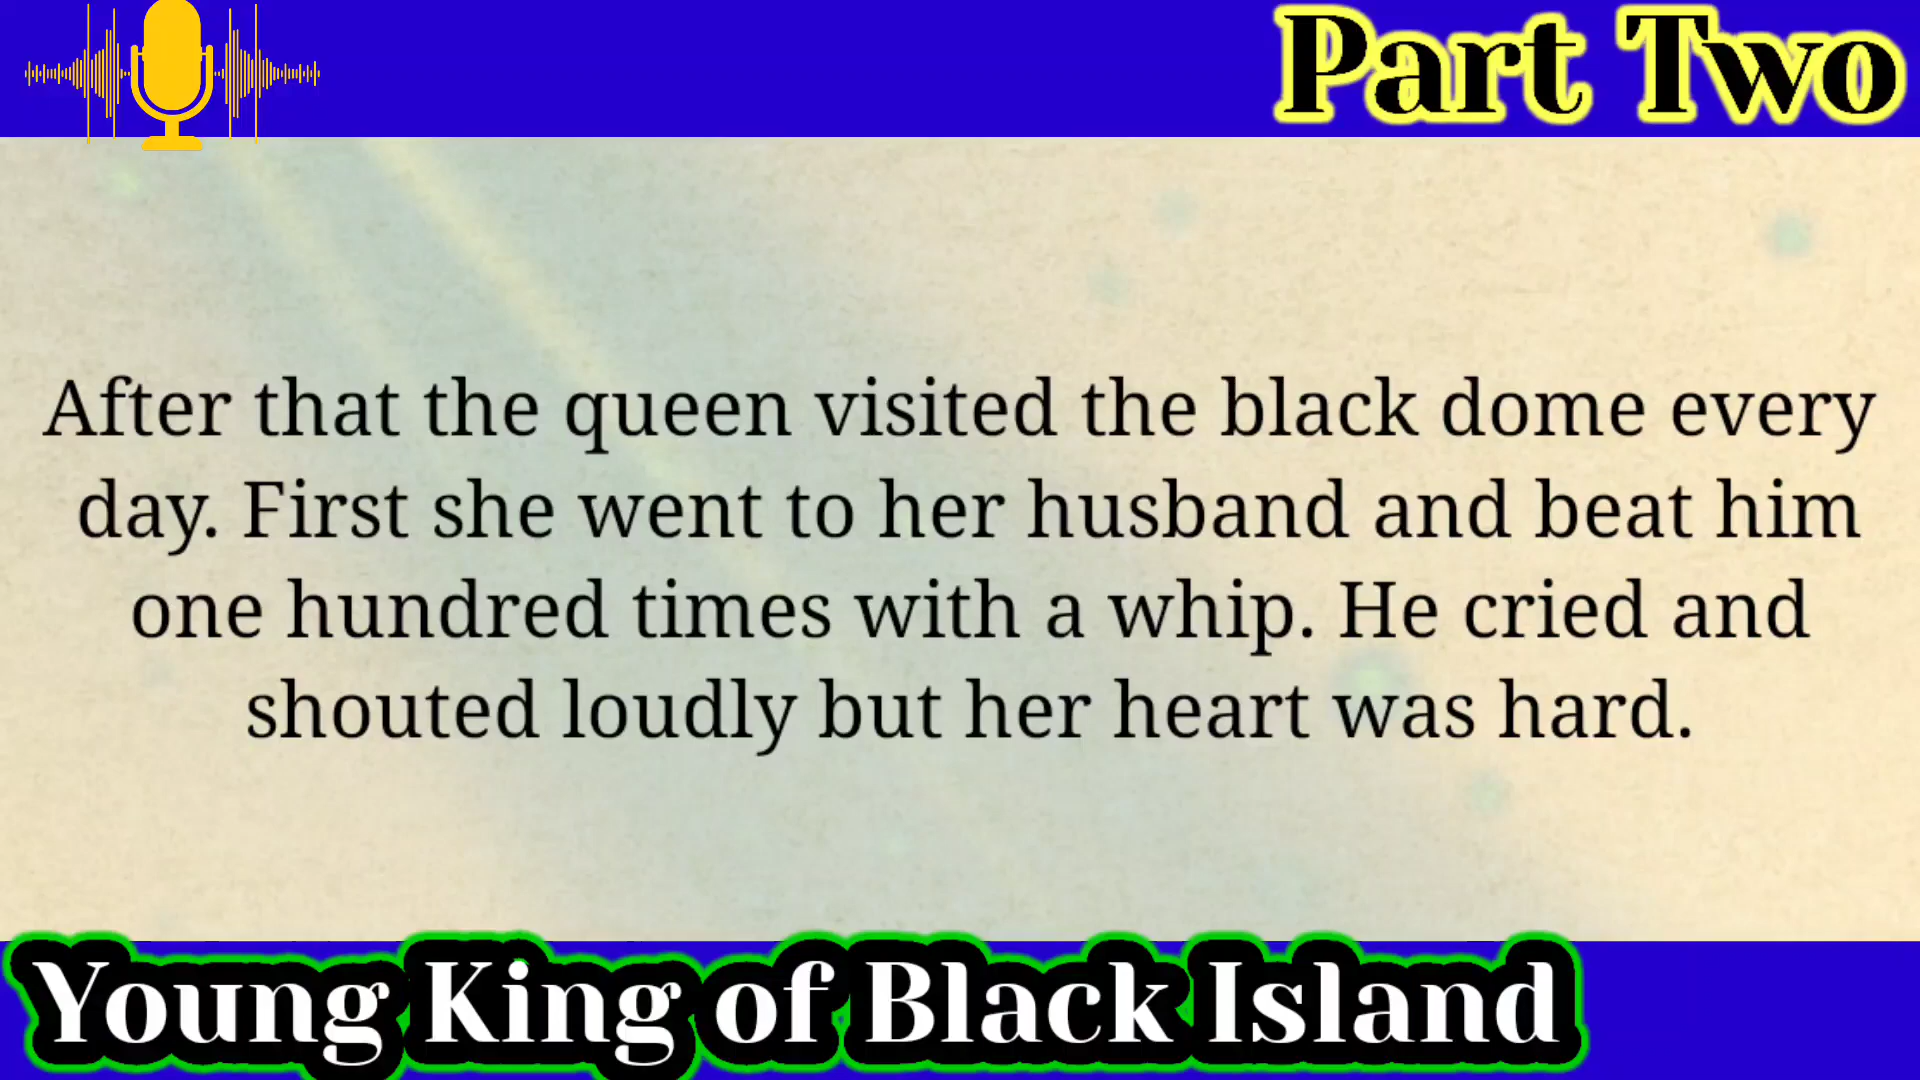 Part Two
After that the queen visited the black dome every
day. First she went to her husband and beat him
one hundred times with a whip. He cried and
shouted loudly but her heart was hard.
Young King of Black Island